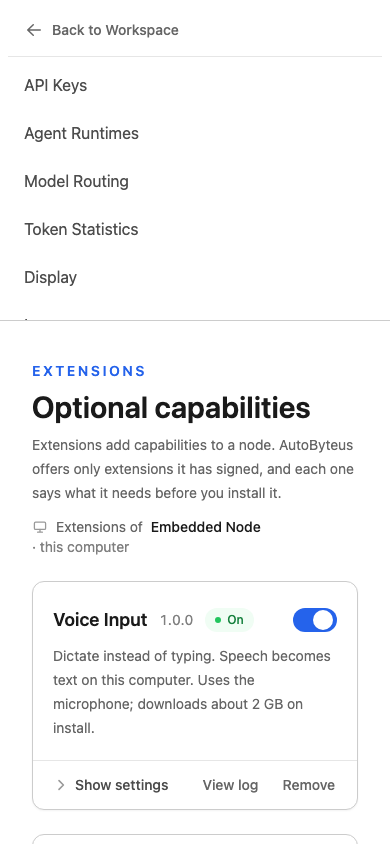 Back to Workspace
API Keys
Agent Runtimes
Model Routing
Token Statistics
Display
EXTENSIONS
Optional capabilities
Extensions add capabilities to a node. AutoByteus
offers only extensions it has signed, and each one
says what it needs before you install it.
Extensions of Embedded Node
· this computer
Voice Input 1.0.0 On
Dictate instead of typing. Speech becomes
text on this computer. Uses the
microphone; downloads about 2 GB on
install.
Show settings View log Remove